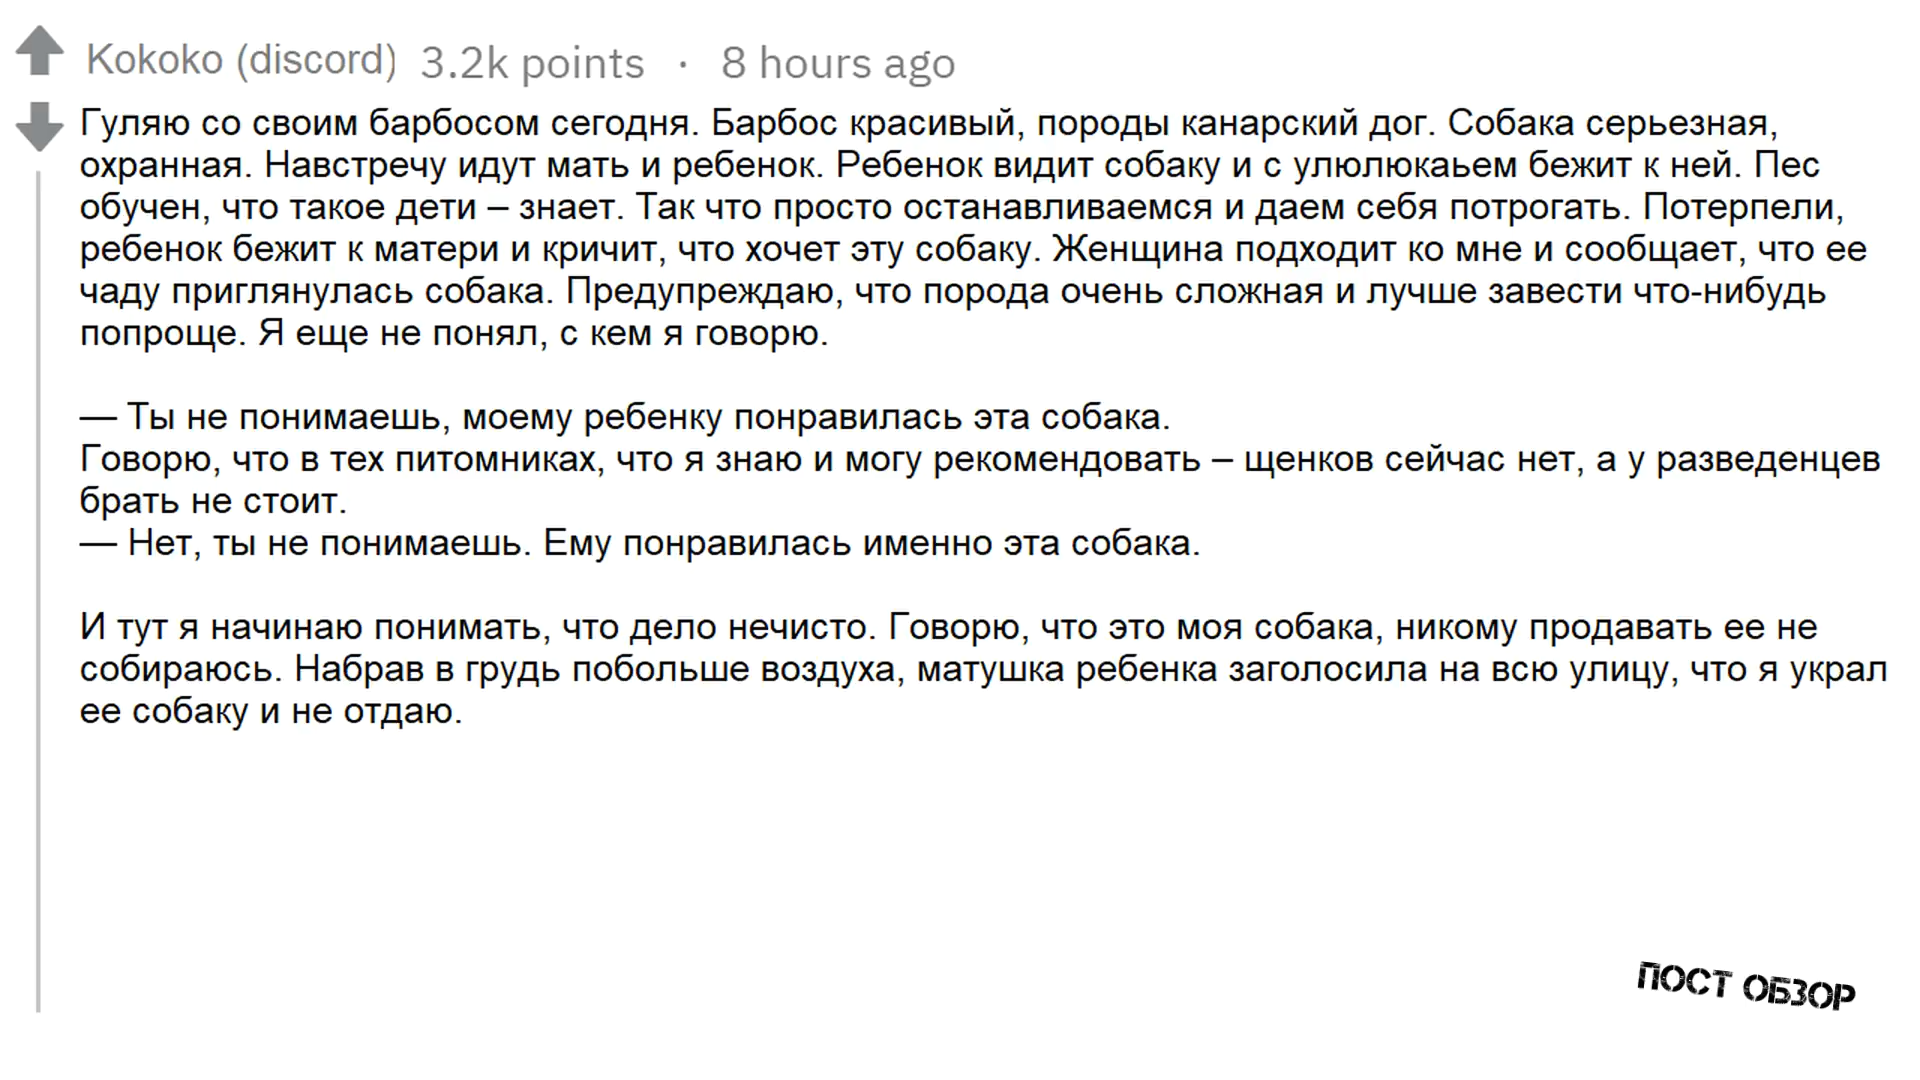 Kokoko (discord) 3.2k points · 8 hours ago
Гуляю со своим барбосом сегодня. Барбос красивый, породы канарский дог. Собака серьезная,
охранная. Навстречу идут мать и ребенок. Ребенок видит собаку и с улюлюкаьем бежит к ней. Пес
обучен, что такое дети – знает. Так что просто останавливаемся и даем себя потрогать. Потерпели,
ребенок бежит к матери и кричит, что хочет эту собаку. Женщина подходит ко мне и сообщает, что ее
чаду приглянулась собака. Предупреждаю, что порода очень сложная и лучше завести что-нибудь
попроще. Я еще не понял, с кем я говорю.
— Ты не понимаешь, моему ребенку понравилась эта собака.
Говорю, что в тех питомниках, что я знаю и могу рекомендовать – щенков сейчас нет, а у разведенцев
брать не стоит.
— Нет, ты не понимаешь. Ему понравилась именно эта собака.
И тут я начинаю понимать, что дело нечисто. Говорю, что это моя собака, никому продавать ее не
собираюсь. Набрав в грудь побольше воздуха, матушка ребенка заголосила на всю улицу, что я украл
ее собаку и не отдаю.
ПОСТ ОБЗОР